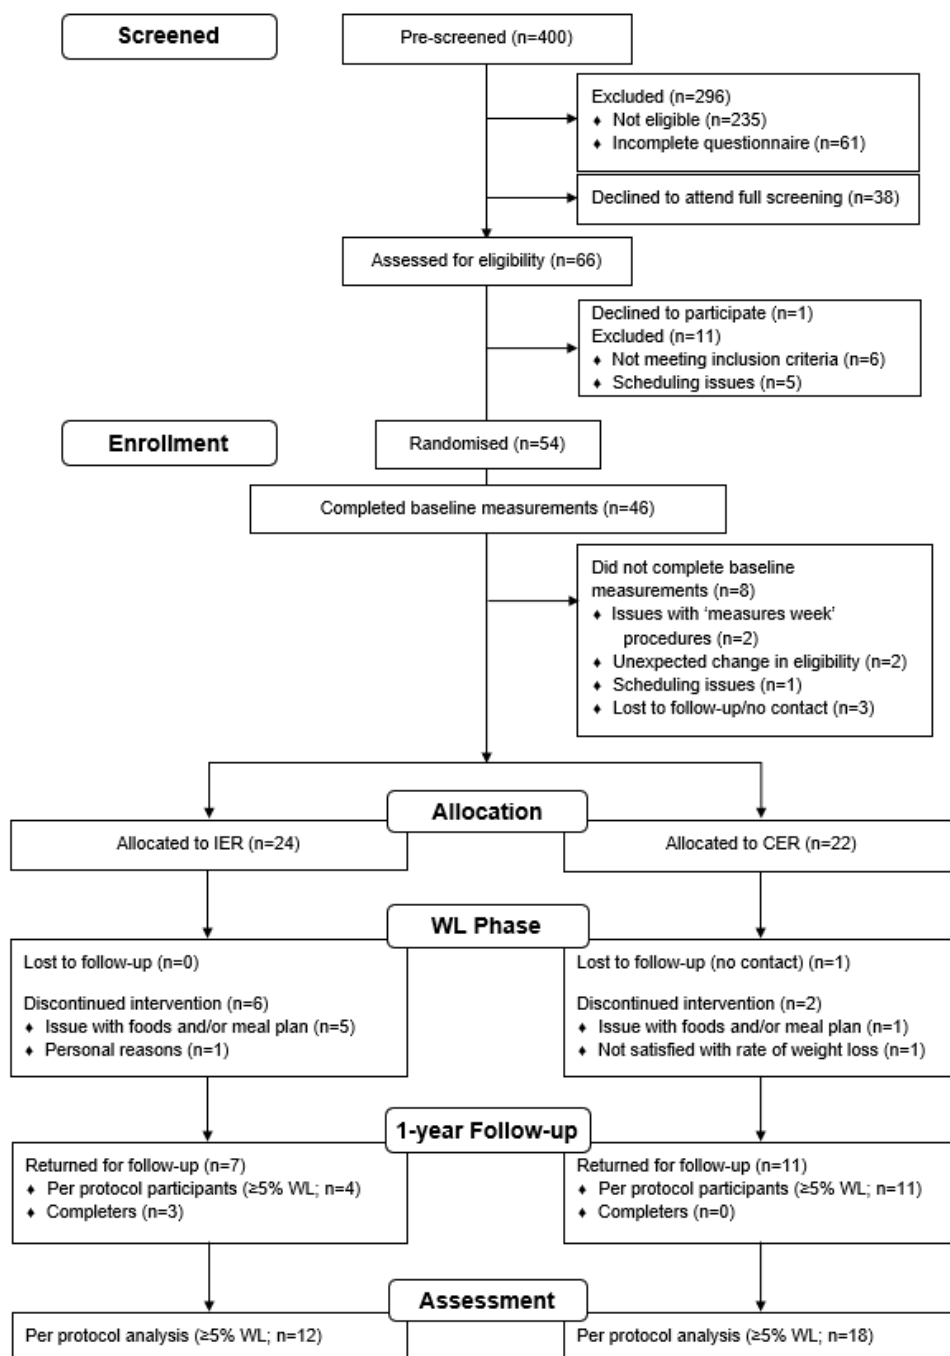 Screened
Pre-screened (n=400)
Excluded (n=296)
♦ Not eligible (n=235)
♦ Incomplete questionnaire (n=61)
Declined to attend full screening (n=38)
Assessed for eligibility (n=66)
Declined to participate (n=1)
Excluded (n=11)
♦ Not meeting inclusion criteria (n=6)
♦ Scheduling issues (n=5)
Enrollment
Randomised (n=54)
Completed baseline measurements (n=46)
Did not complete baseline
measurements (n=8)
♦ Issues with ‘measures week’
procedures (n=2)
♦ Unexpected change in eligibility (n=2)
♦ Scheduling issues (n=1)
♦ Lost to follow-up/no contact (n=3)
Allocation
Allocated to IER (n=24)
Allocated to CER (n=22)
WL Phase
Lost to follow-up (n=0)
Discontinued intervention (n=6)
♦ Issue with foods and/or meal plan (n=5)
♦ Personal reasons (n=1)
Lost to follow-up (no contact) (n=1)
Discontinued intervention (n=2)
♦ Issue with foods and/or meal plan (n=1)
♦ Not satisfied with rate of weight loss (n=1)
1-year Follow-up
Returned for follow-up (n=7)
♦ Per protocol participants (≥5% WL; n=4)
♦ Completers (n=3)
Returned for follow-up (n=11)
♦ Per protocol participants (≥5% WL; n=11)
♦ Completers (n=0)
Assessment
Per protocol analysis (≥5% WL; n=12)
Per protocol analysis (≥5% WL; n=18)